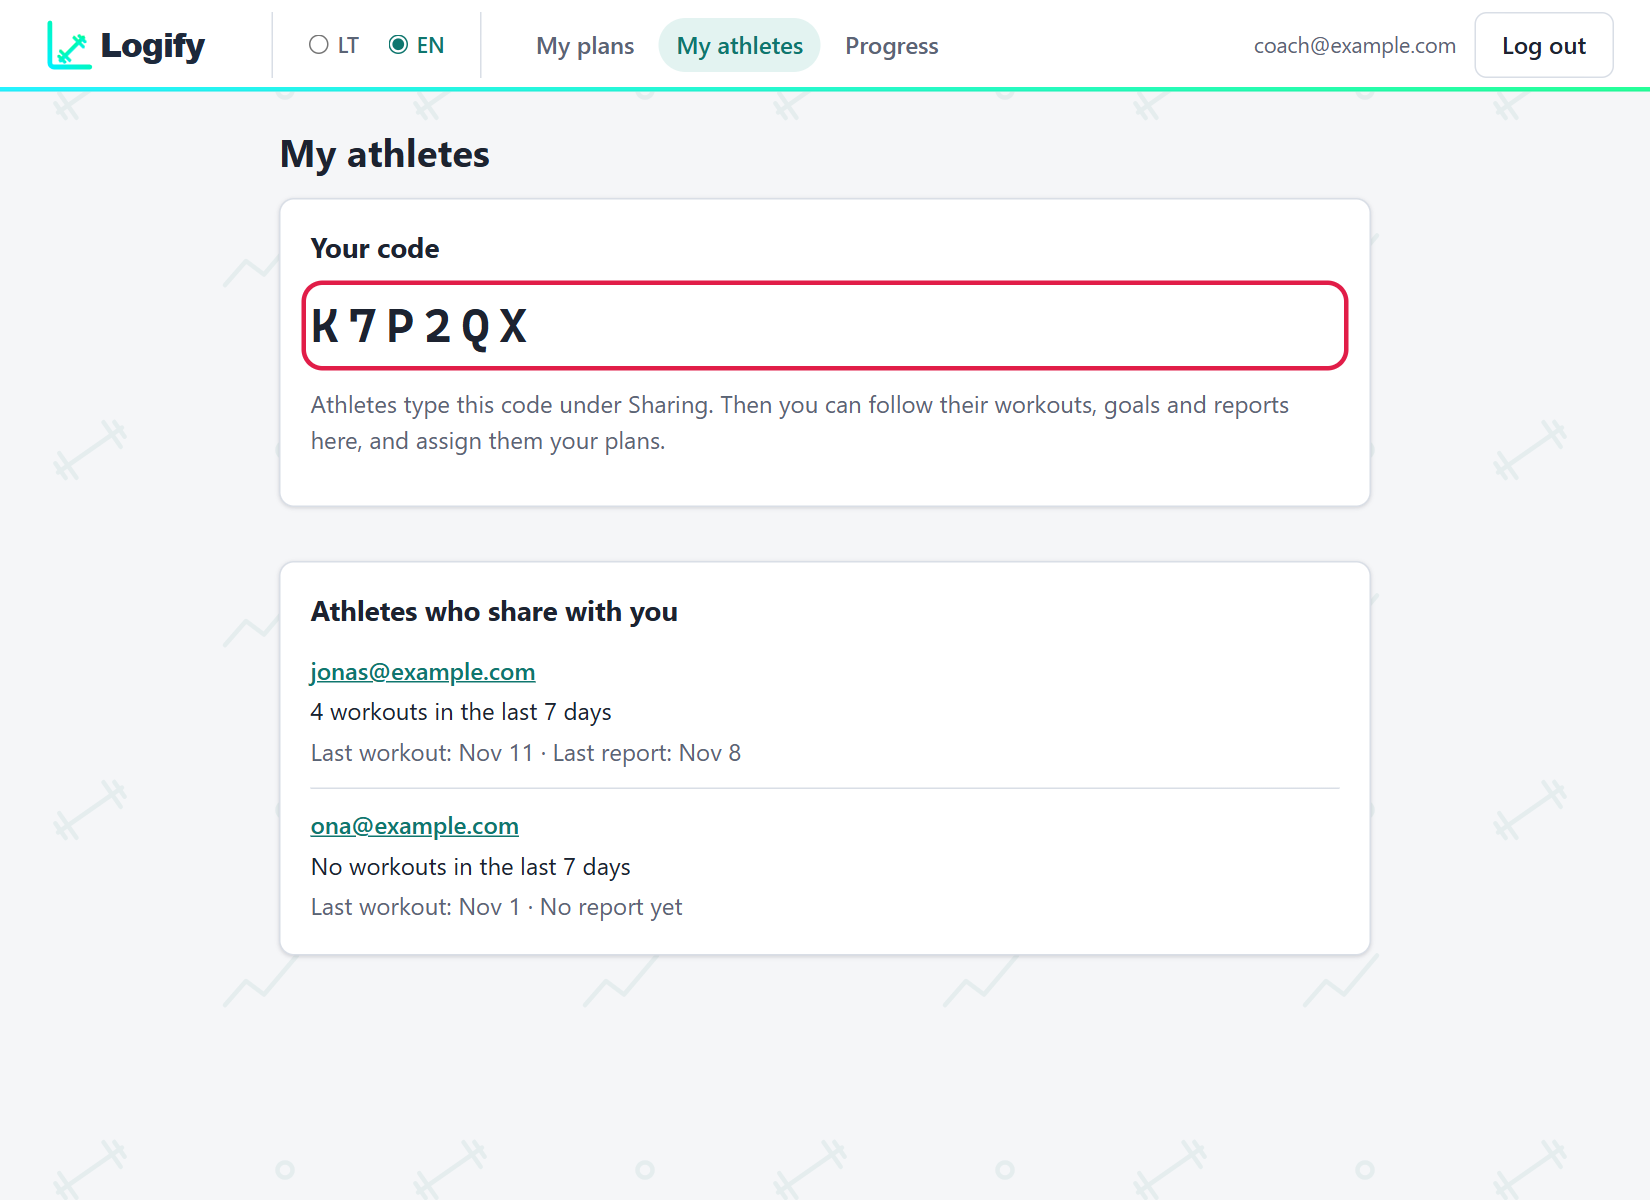 Logify
LT
EN
My plans
My athletes
Progress
coach@example.com
Log out
My athletes
Your code
K7P2QX
Athletes type this code under Sharing. Then you can follow their workouts, goals and reports
here, and assign them your plans.
Athletes who share with you
jonas@example.com
4 workouts in the last 7 days
Last workout: Nov 11 · Last report: Nov 8
ona@example.com
No workouts in the last 7 days
Last workout: Nov 1 · No report yet